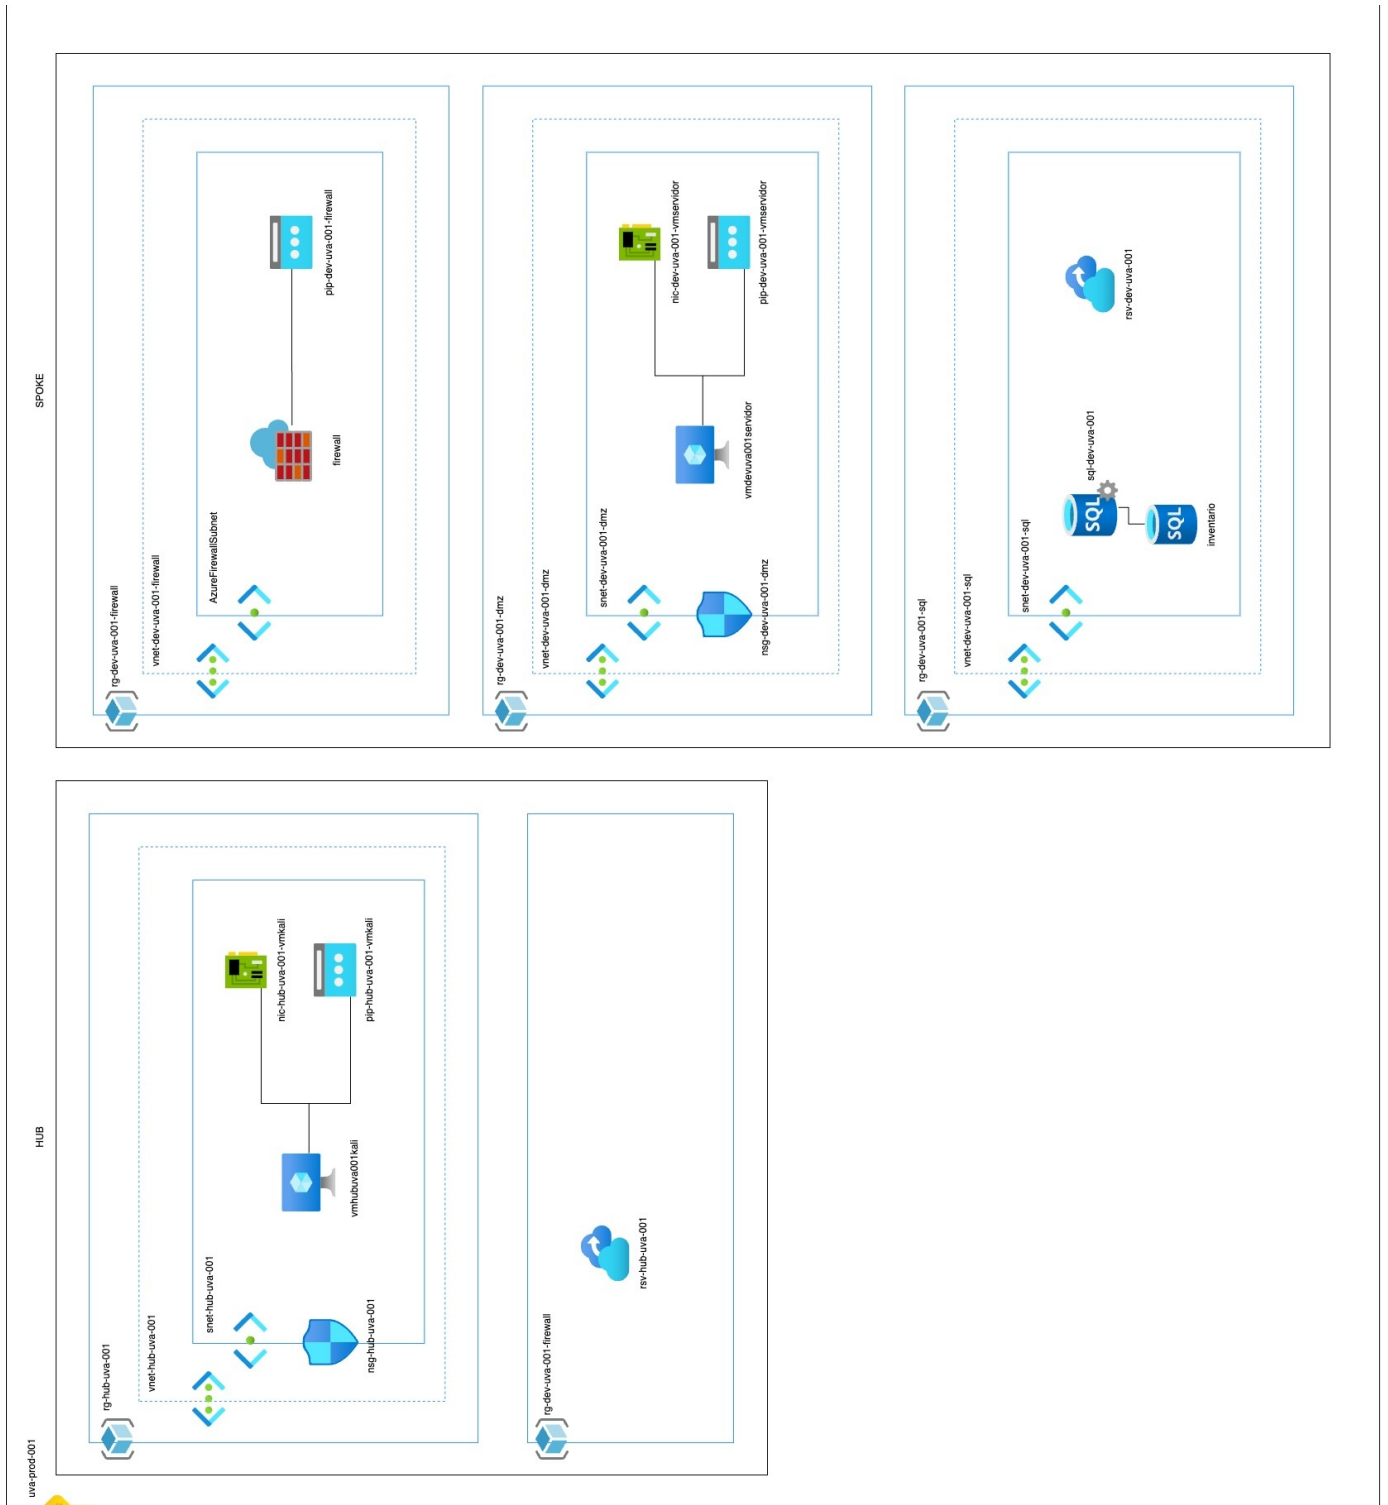 uva-prod-001
HUB
rg-hub-uva-001
vnet-hub-uva-001
snet-hub-uva-001
nsg-hub-uva-001
vmhubuva001kali
nic-hub-uva-001-vmkali
pip-hub-uva-001-vmkali
rg-dev-uva-001-firewall
rsv-hub-uva-001
SPOKE
rg-dev-uva-001-firewall
vnet-dev-uva-001-firewall
AzureFirewallSubnet
firewall
pip-dev-uva-001-firewall
rg-dev-uva-001-dmz
vnet-dev-uva-001-dmz
snet-dev-uva-001-dmz
nsg-dev-uva-001-dmz
vmdevuva001servidor
nic-dev-uva-001-vmservidor
pip-dev-uva-001-vmservidor
rg-dev-uva-001-sql
vnet-dev-uva-001-sql
snet-dev-uva-001-sql
SQL
sql-dev-uva-001
SQL
inventario
rsv-dev-uva-001